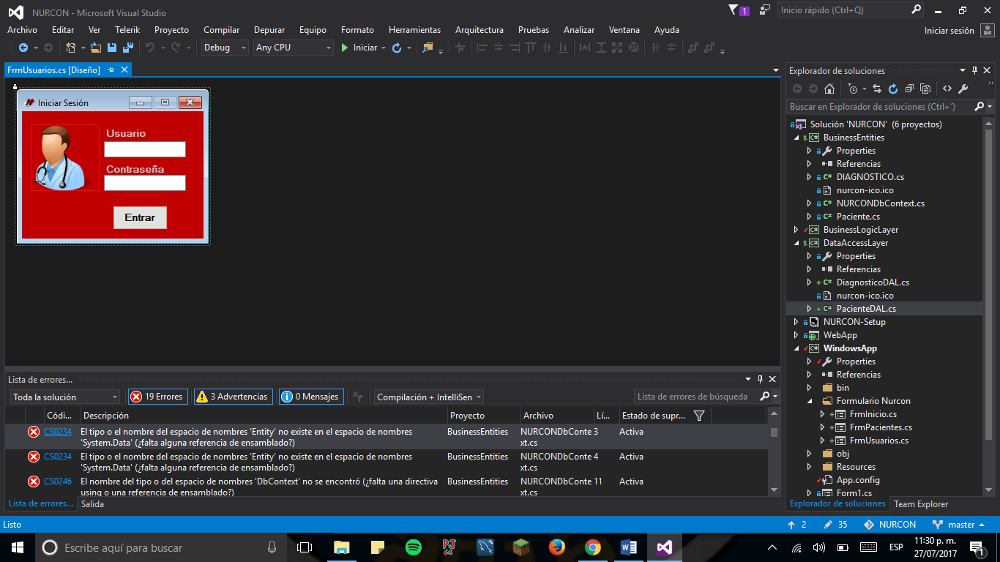 NURCON - Microsoft Visual Studio
1
Inicio rápido (Ctrl+Q)
Archivo Editar Ver Telerik Proyecto Compilar Depurar Equipo Formato Herramientas Arquitectura Pruebas Analizar Ventana Ayuda
Iniciar sesión
Debug Any CPU Iniciar
FrmUsuarios.cs [Diseño]
Iniciar Sesión
Usuario
Contraseña
Entrar
Explorador de soluciones
Buscar en Explorador de soluciones (Ctrl+´)
Solución 'NURCON' (6 proyectos)
BusinessEntities
Properties
Referencias
DIAGNOSTICO.cs
nurcon-ico.ico
NURCONDbContext.cs
Paciente.cs
BusinessLogicLayer
DataAccessLayer
Properties
Referencias
DiagnosticoDAL.cs
nurcon-ico.ico
PacienteDAL.cs
NURCON-Setup
WebApp
WindowsApp
Properties
Referencias
bin
Formulario Nurcon
FrmInicio.cs
FrmPacientes.cs
FrmUsuarios.cs
obj
Resources
App.config
Form1.cs
Explorador de soluciones Team Explorer
Lista de errores...
Toda la solución 19 Errores 3 Advertencias 0 Mensajes Compilación + IntelliSen Lista de errores de búsqueda
Códi... Descripción Proyecto Archivo Lí... Estado de supr...
CS0234 El tipo o el nombre del espacio de nombres 'Entity' no existe en el espacio de nombres BusinessEntities NURCONDbConte 3 Activa
'System.Data' (¿falta alguna referencia de ensamblado?) xt.cs
CS0234 El tipo o el nombre del espacio de nombres 'Entity' no existe en el espacio de nombres BusinessEntities NURCONDbConte 4 Activa
'System.Data' (¿falta alguna referencia de ensamblado?) xt.cs
CS0246 El nombre del tipo o del espacio de nombres 'DbContext' no se encontró (¿falta una directiva BusinessEntities NURCONDbConte 11 Activa
using o una referencia de ensamblado?) xt.cs
Lista de errores... Salida
Listo
2 35 NURCON master
Escribe aquí para buscar
ESP
11:30 p. m.
27/07/2017
1